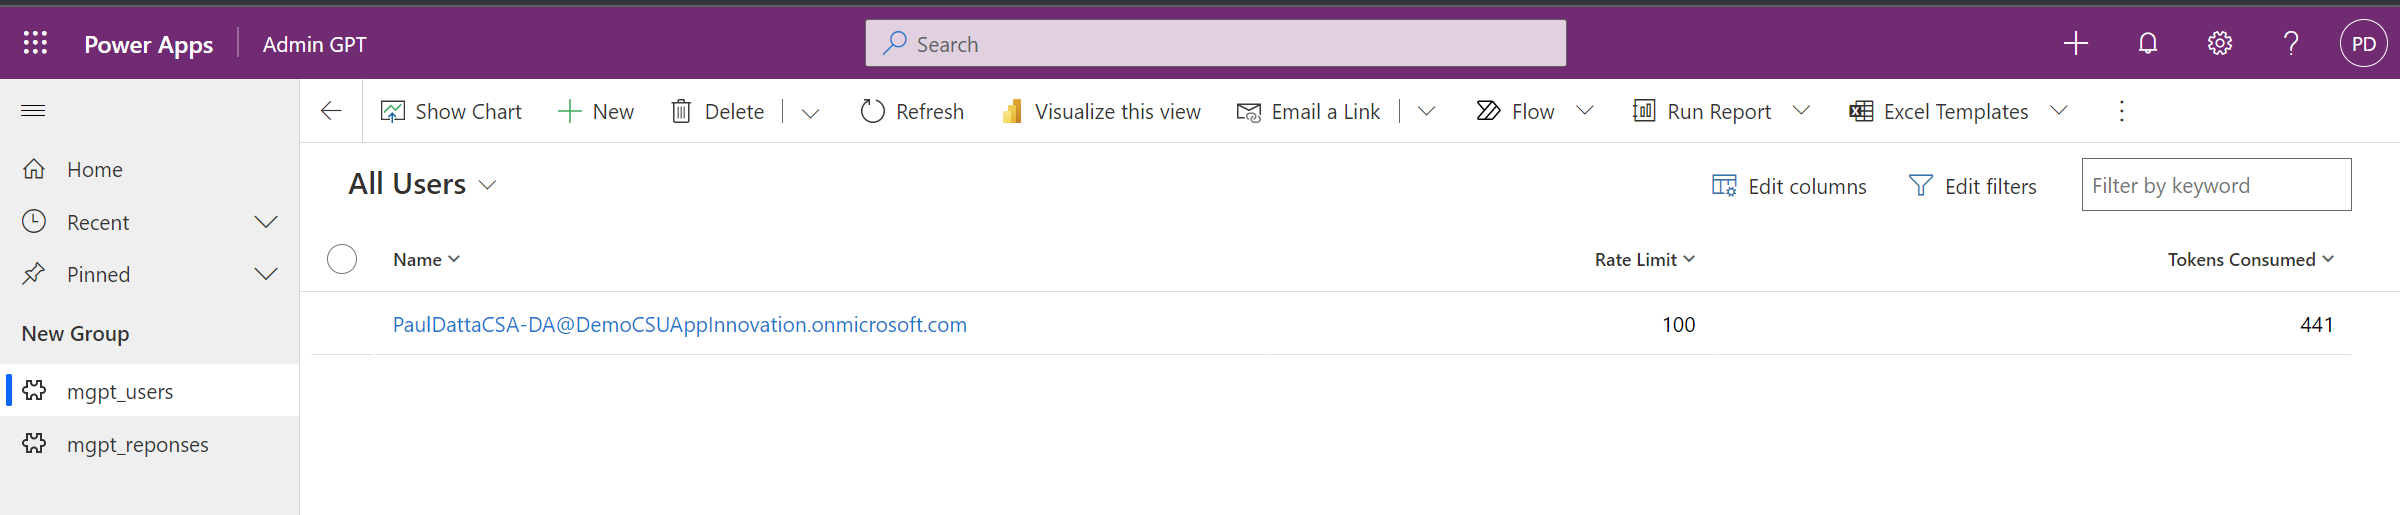 Power Apps Admin GPT Search PD
Show Chart New Delete Refresh Visualize this view Email a Link Flow Run Report Excel Templates
Home
Recent
Pinned
New Group
mgpt_users
mgpt_reponses
All Users Edit columns Edit filters Filter by keyword
Name Rate Limit Tokens Consumed
PaulDattaCSA-DA@DemoCSUAppInnovation.onmicrosoft.com 100 441